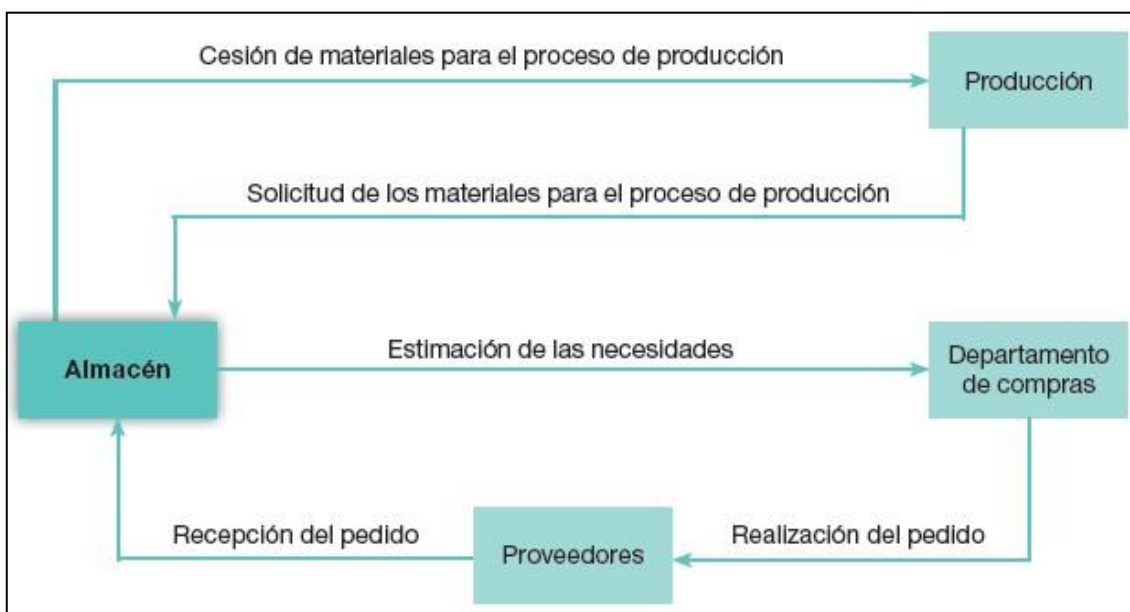 Cesión de materiales para el proceso de producción
Producción
Solicitud de los materiales para el proceso de producción
Almacén
Estimación de las necesidades
Departamento
de compras
Recepción del pedido
Proveedores
Realización del pedido